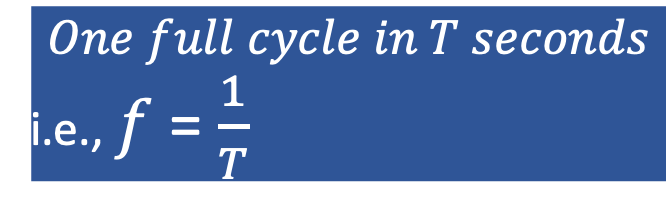 One full cycle in T seconds
i.e., f = 1/T